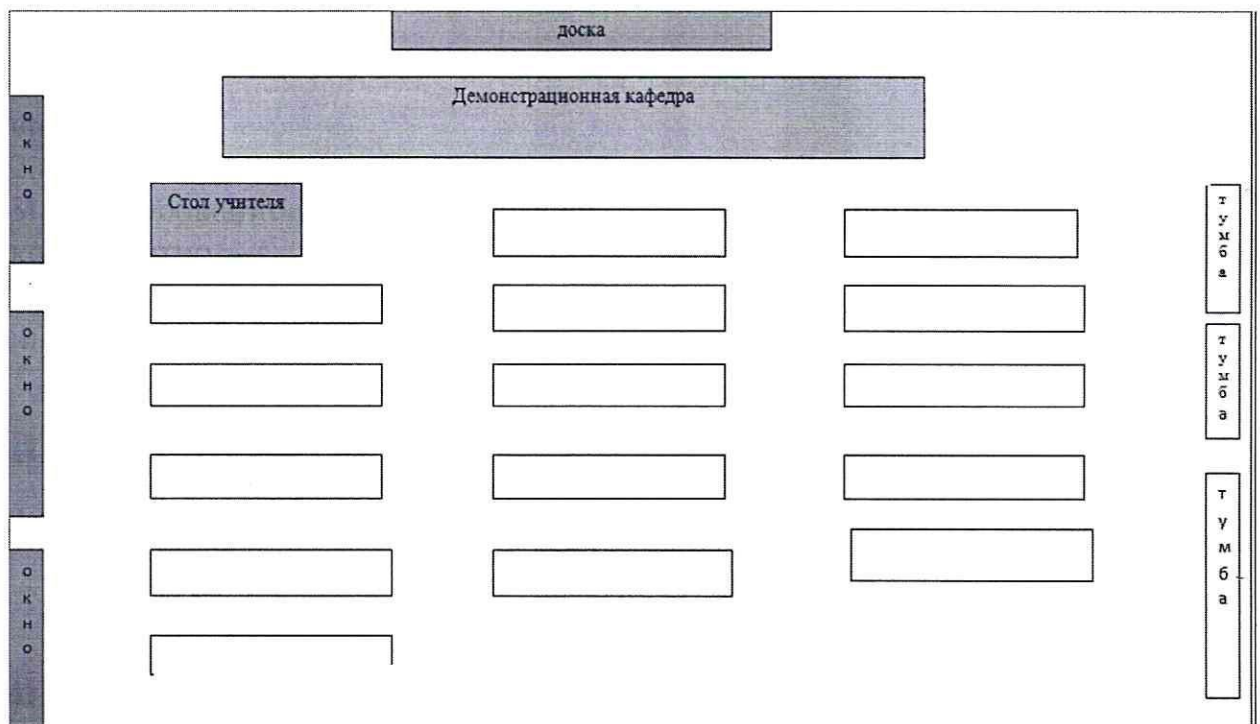 доска
Демонстрационная кафедра
окно
Стол учителя
тумба
окно
тумба
окно
тумба